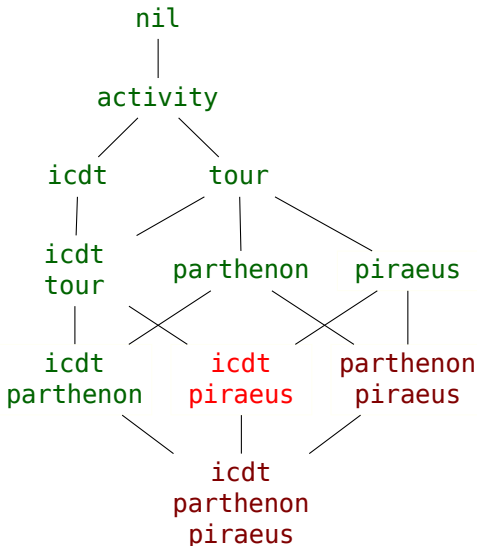 nil
activity
icdt
tour
icdt
tour
parthenon
piraeus
icdt
parthenon
icdt
piraeus
parthenon
piraeus
icdt
parthenon
piraeus